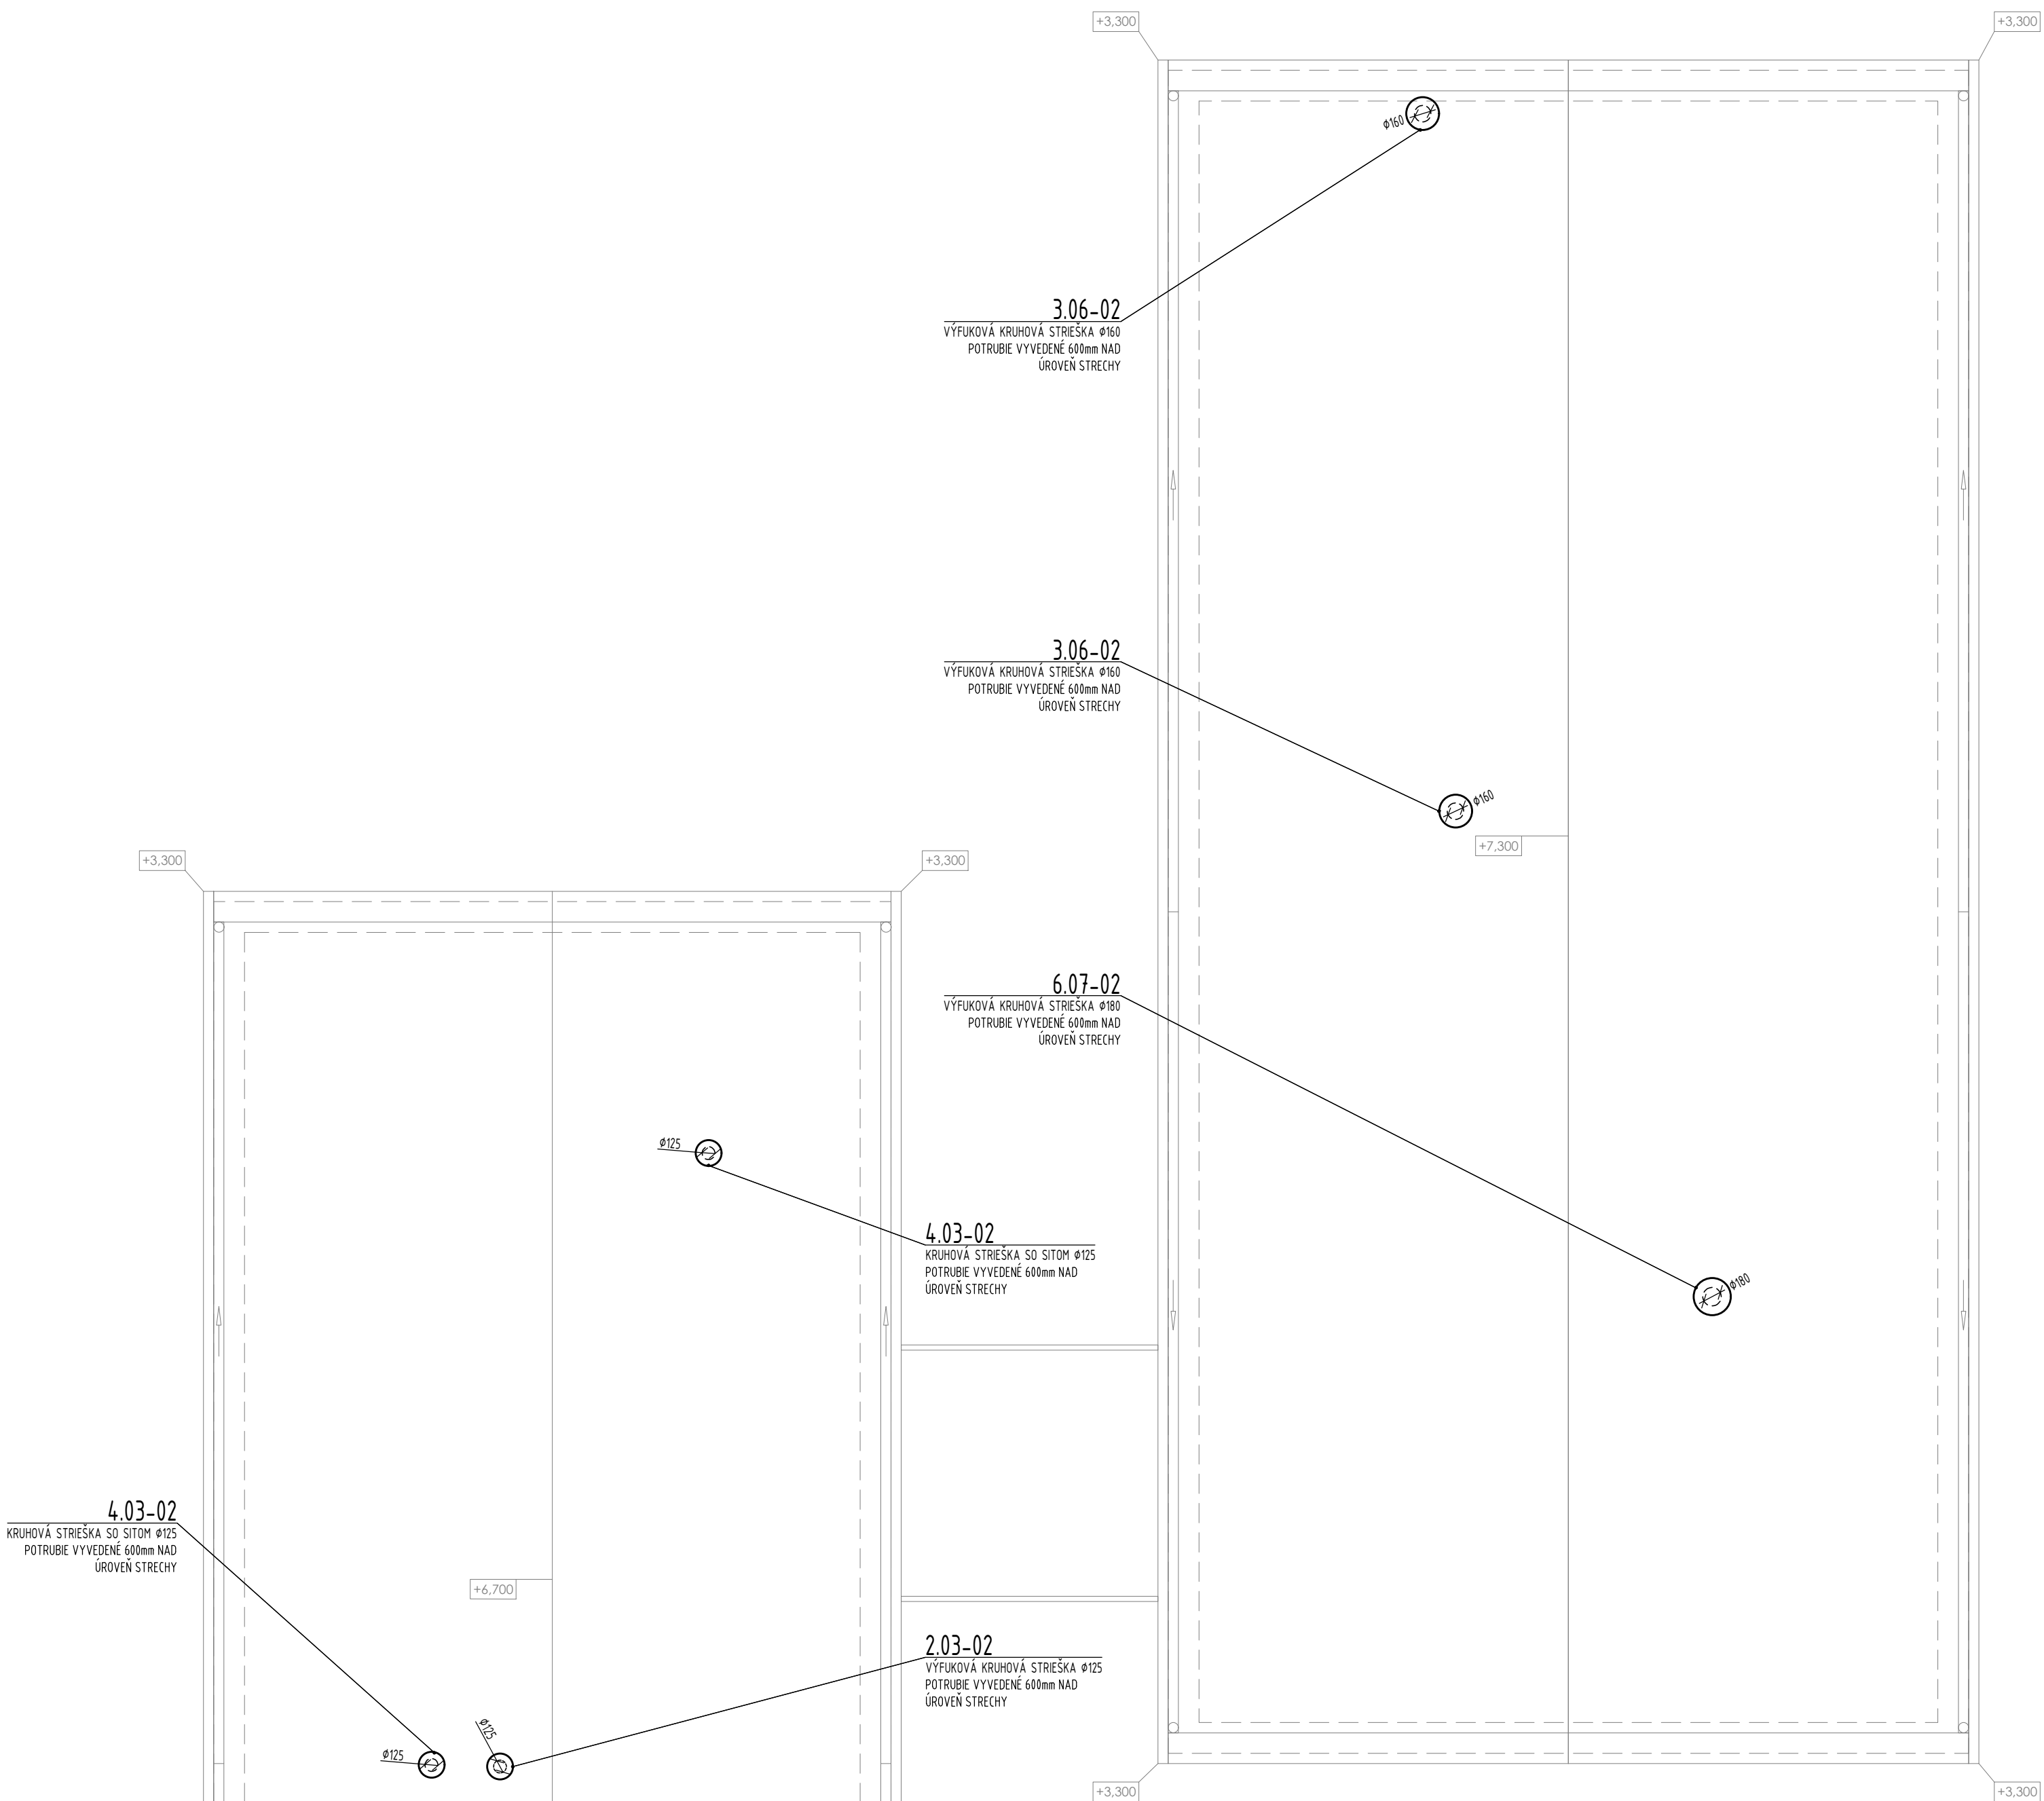 +3,300
+3,300
Ø160
3.06-02
VÝFUKOVÁ KRUHOVÁ STRIEŠKA Ø160
POTRUBIE VYVEDENÉ 600mm NAD
ÚROVEŇ STRECHY
3.06-02
VÝFUKOVÁ KRUHOVÁ STRIEŠKA Ø160
POTRUBIE VYVEDENÉ 600mm NAD
ÚROVEŇ STRECHY
Ø160
+7,300
+3,300
+3,300
6.07-02
VÝFUKOVÁ KRUHOVÁ STRIEŠKA Ø180
POTRUBIE VYVEDENÉ 600mm NAD
ÚROVEŇ STRECHY
Ø125
4.03-02
KRUHOVÁ STRIEŠKA SO SITOM Ø125
POTRUBIE VYVEDENÉ 600mm NAD
ÚROVEŇ STRECHY
Ø180
4.03-02
KRUHOVÁ STRIEŠKA SO SITOM Ø125
POTRUBIE VYVEDENÉ 600mm NAD
ÚROVEŇ STRECHY
+6,700
2.03-02
VÝFUKOVÁ KRUHOVÁ STRIEŠKA Ø125
POTRUBIE VYVEDENÉ 600mm NAD
ÚROVEŇ STRECHY
Ø125
Ø125
+3,300
+3,300